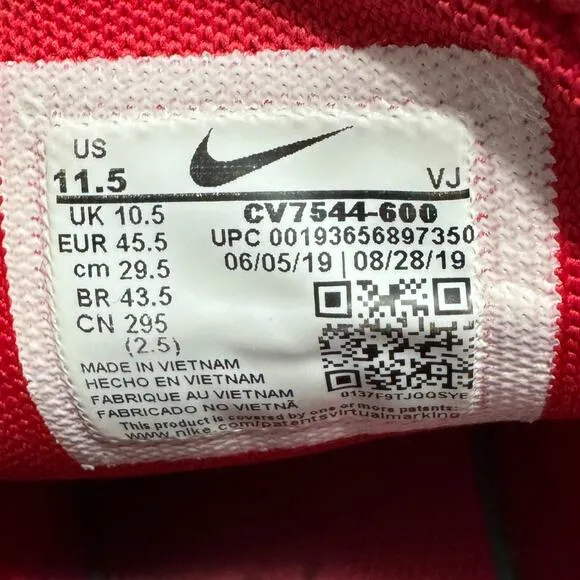 US
11.5 VJ
UK 10.5 CV7544-600
EUR 45.5 UPC 00193656897350
cm 29.5 06/05/19 | 08/28/19
BR 43.5
CN 295
(2.5)
MADE IN VIETNAM
HECHO EN VIETNAM
FABRIQUE AU VIETNAM
FABRICADO NO VIETNÃ
0137F9TJQQSYE
This product is covered by one or more patents:
www.nike.com/patentsvirtualmarking